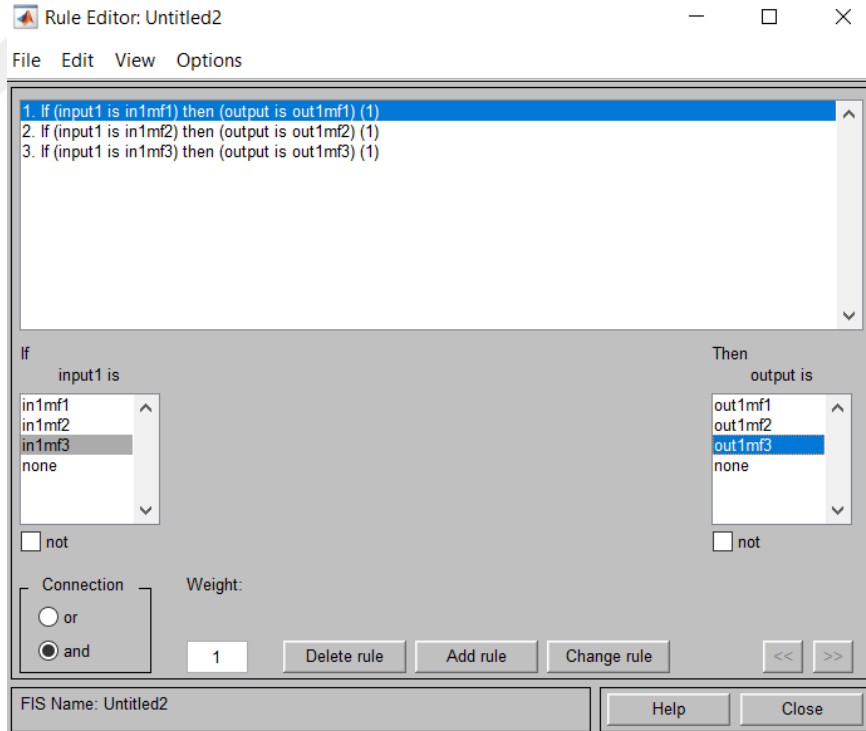 Rule Editor: Untitled2
File Edit View Options
1. If (input1 is in1mf1) then (output is out1mf1) (1)
2. If (input1 is in1mf2) then (output is out1mf2) (1)
3. If (input1 is in1mf3) then (output is out1mf3) (1)
If
input1 is
in1mf1
in1mf2
in1mf3
none
not
Then
output is
out1mf1
out1mf2
out1mf3
none
not
Connection
or
and
Weight:
1
Delete rule
Add rule
Change rule
<<
>>
FIS Name: Untitled2
Help
Close